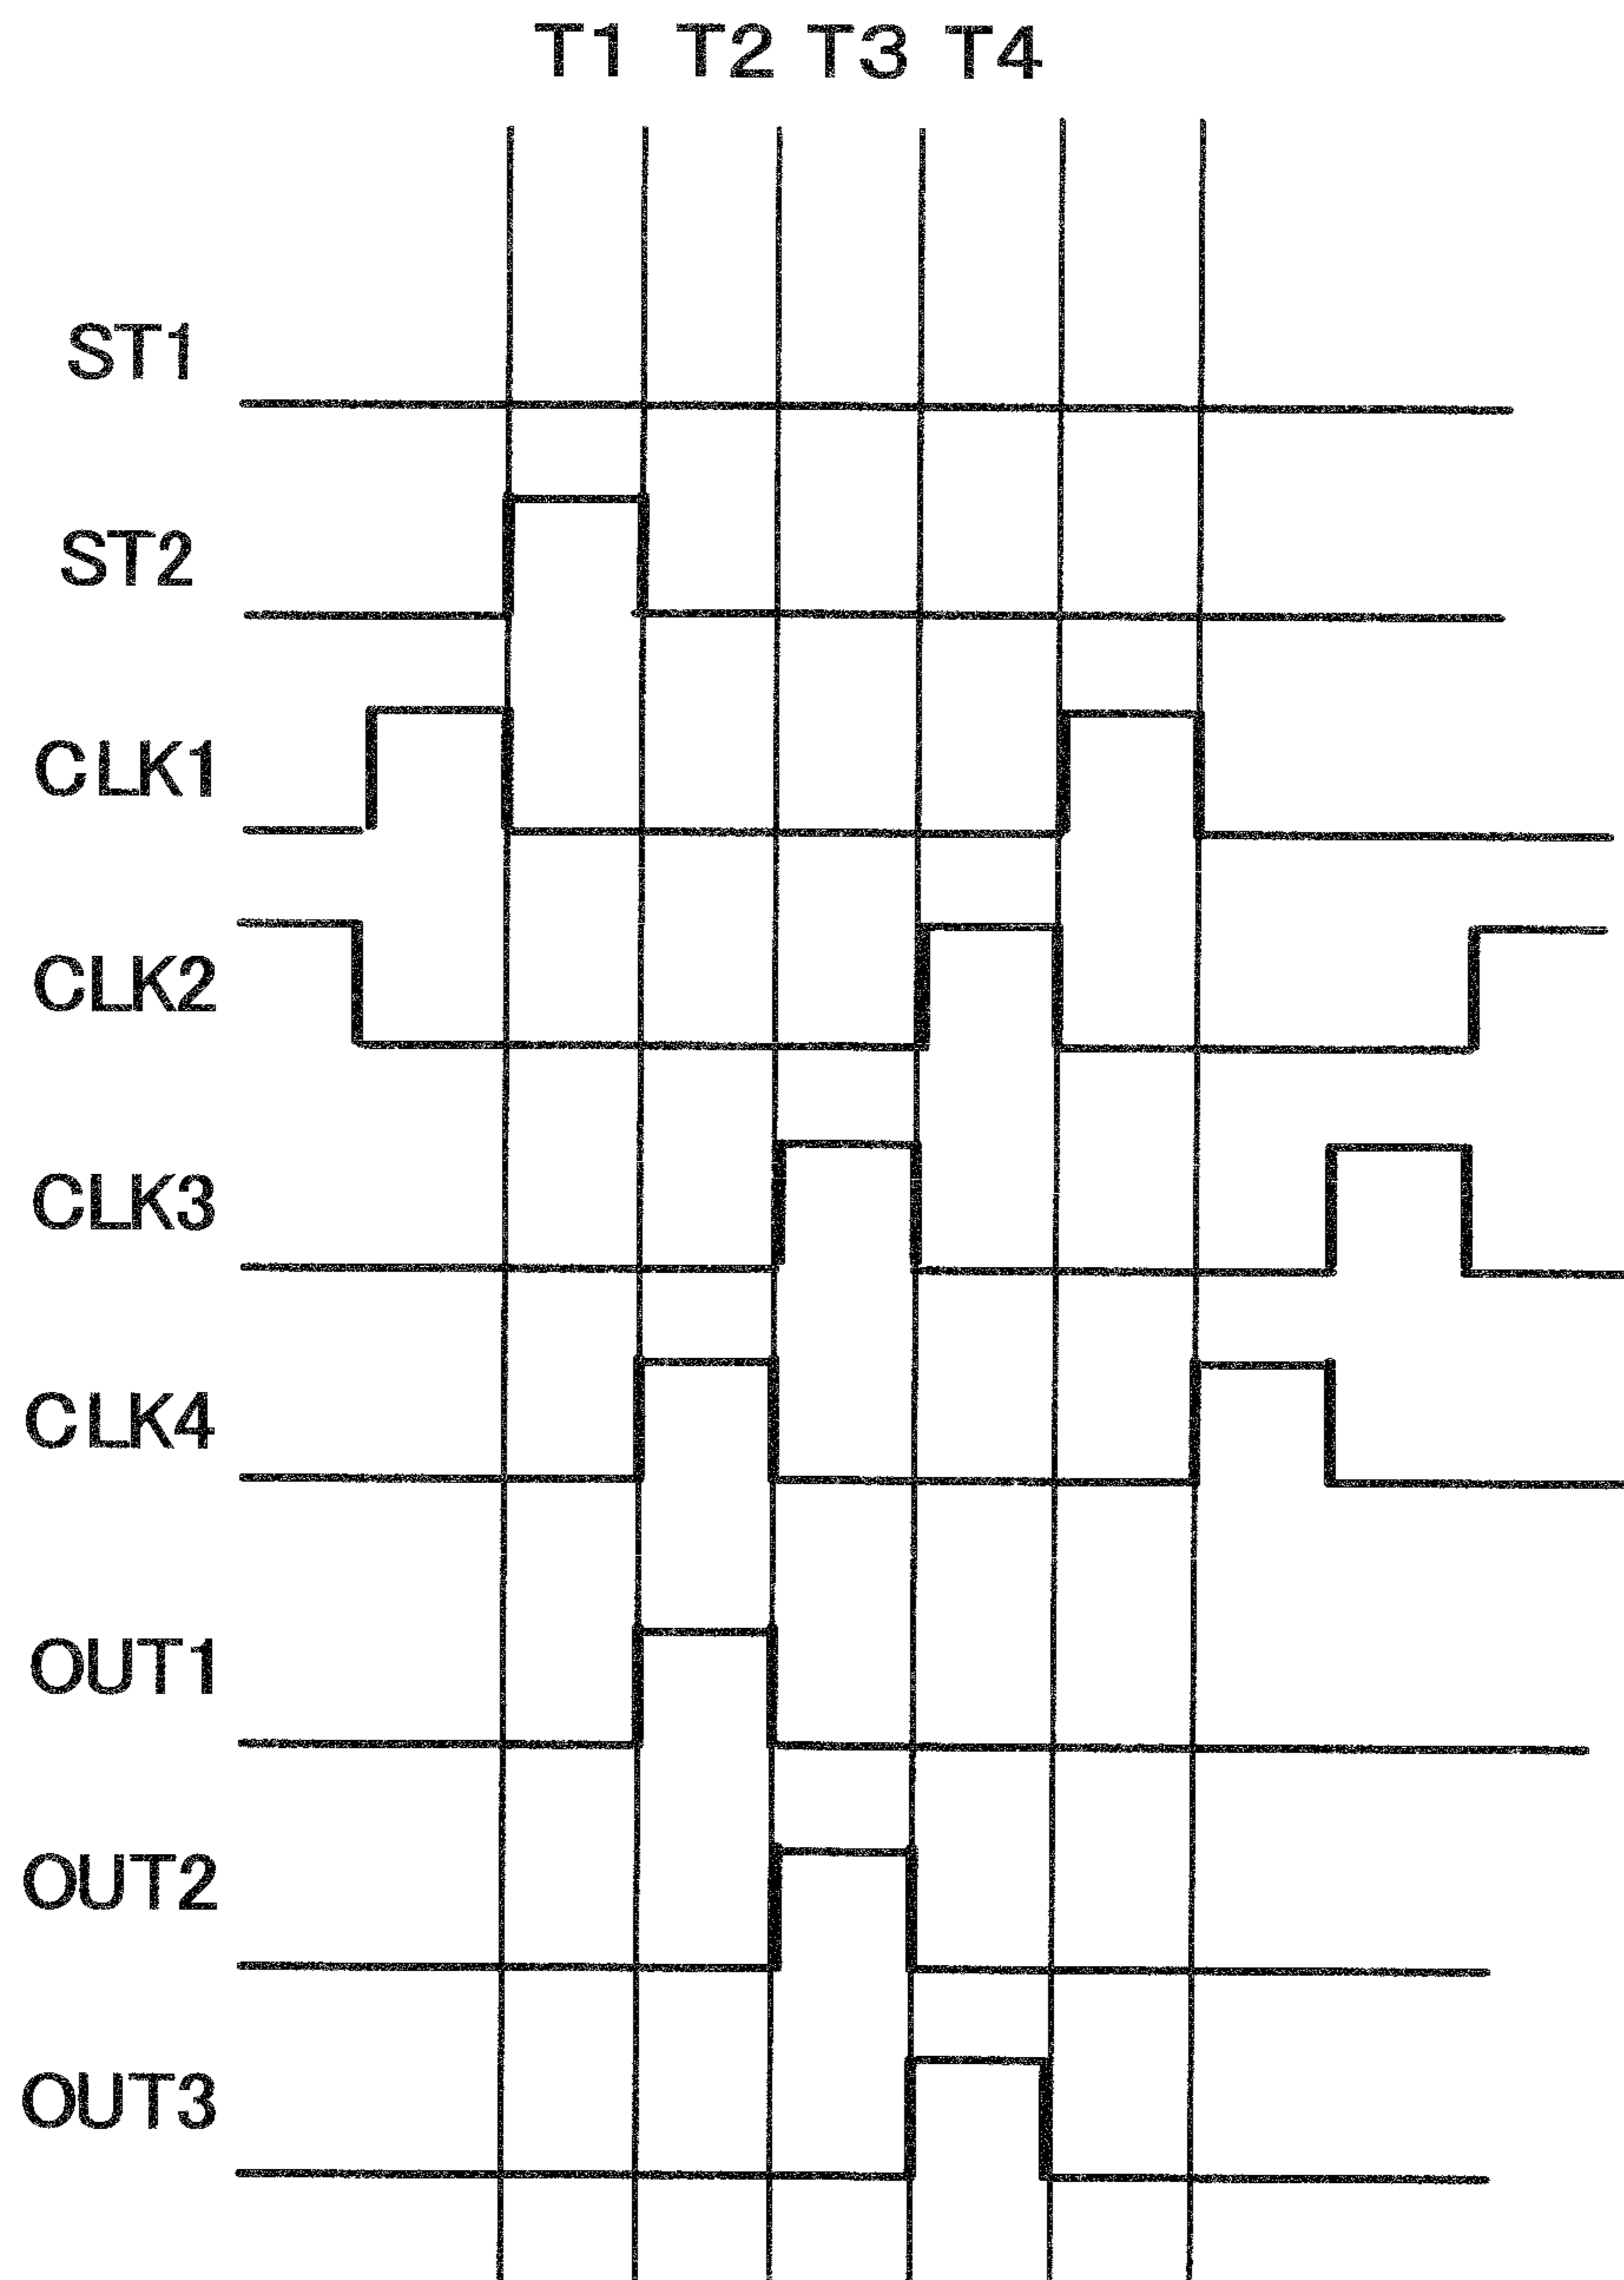 T1 T2 T3 T4
ST1
ST2
CLK1
CLK2
CLK3
CLK4
OUT1
OUT2
OUT3